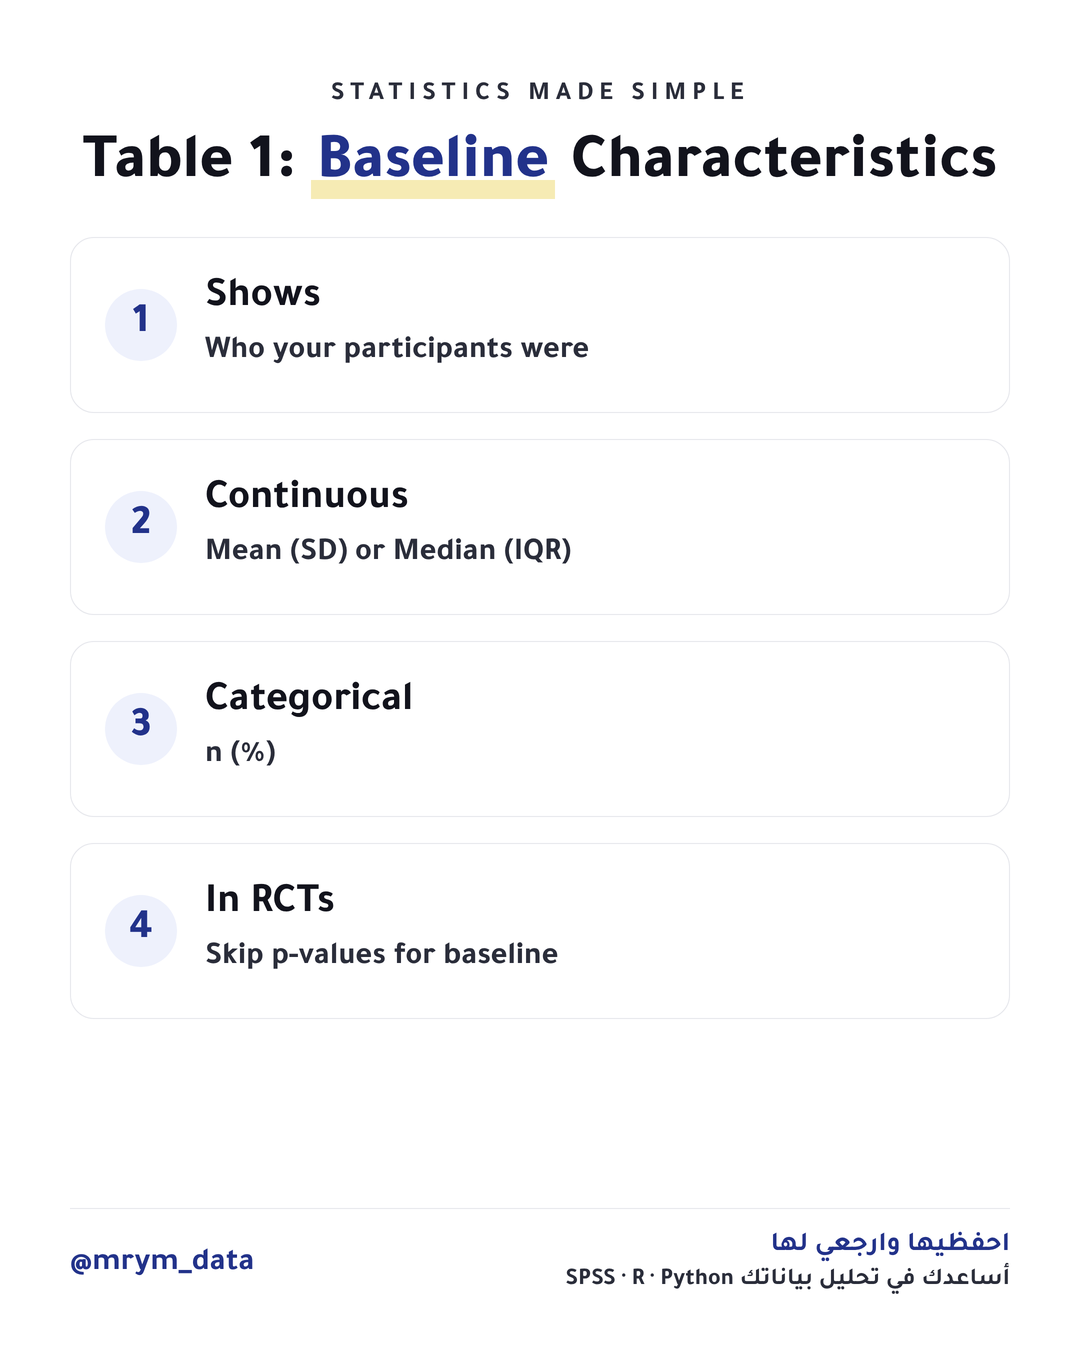 STATISTICS MADE SIMPLE
Table 1: Baseline Characteristics
1
Shows
Who your participants were
2
Continuous
Mean (SD) or Median (IQR)
3
Categorical
n (%)
4
In RCTs
Skip p-values for baseline
@mrym_data
احفظيها وارجعي لها
أساعدك في تحليل بياناتك SPSS · R · Python